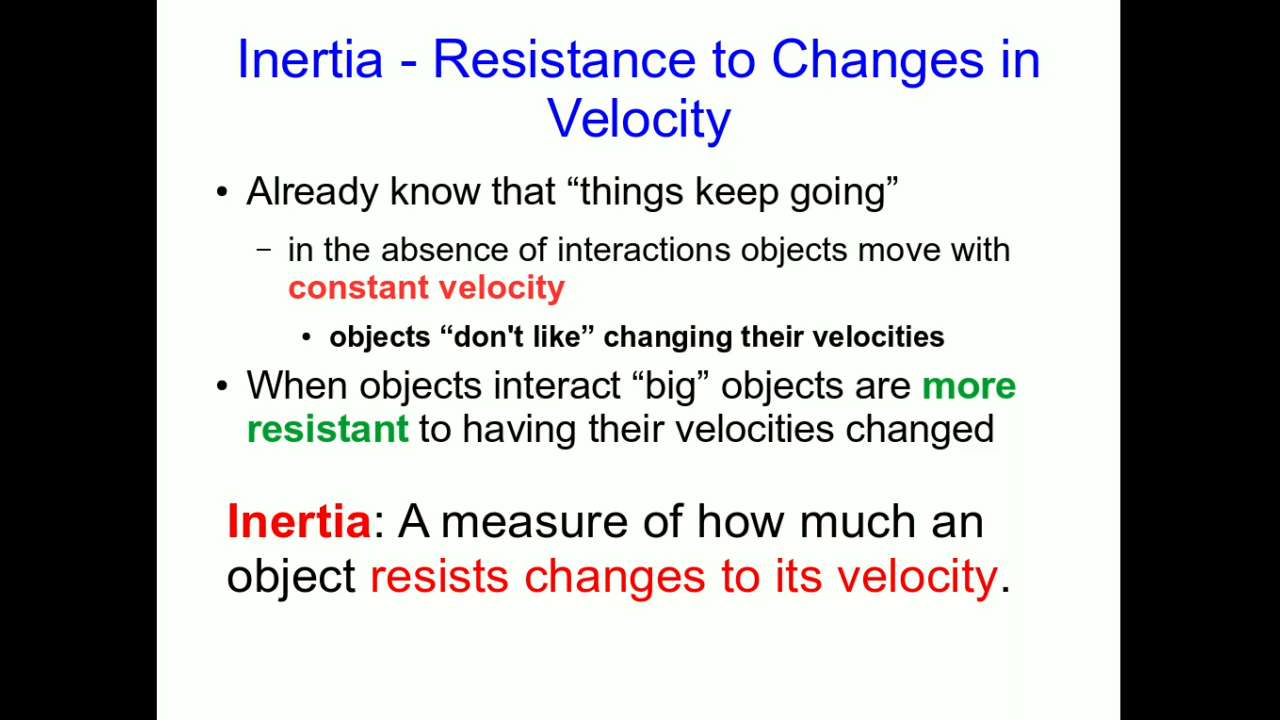 Inertia - Resistance to Changes in
Velocity
• Already know that “things keep going”
– in the absence of interactions objects move with
constant velocity
• objects “don't like” changing their velocities
• When objects interact “big” objects are more
resistant to having their velocities changed
Inertia: A measure of how much an
object resists changes to its velocity.